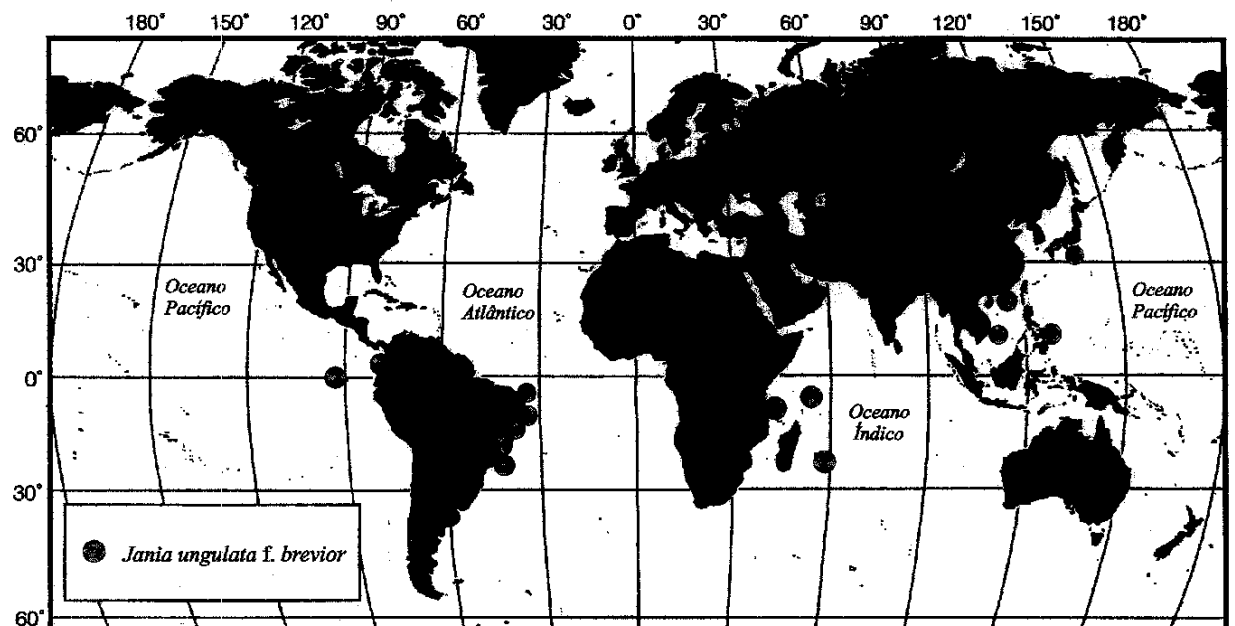 180° 150° 120° 90° 60° 30° 0° 30° 60° 90° 120° 150° 180°
60°
30°
Oceano
Pacífico
Oceano
Atlântico
Oceano
Pacífico
0°
Oceano
Índico
30°
Jania ungulata f. brevior
60°